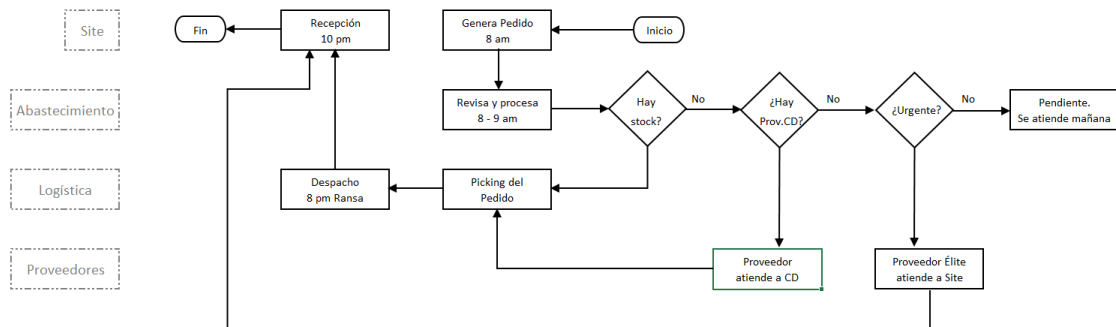 Site
Fin
Recepción
10 pm
Genera Pedido
8 am
Inicio
Abastecimiento
Revisa y procesa
8 - 9 am
Hay
stock?
No
¿Hay
Prov.CD?
No
¿Urgente?
No
Pendiente.
Se atiende mañana
Logística
Despacho
8 pm Ransa
Picking del
Pedido
Proveedores
Proveedor
atiende a CD
Proveedor Élite
atiende a Site